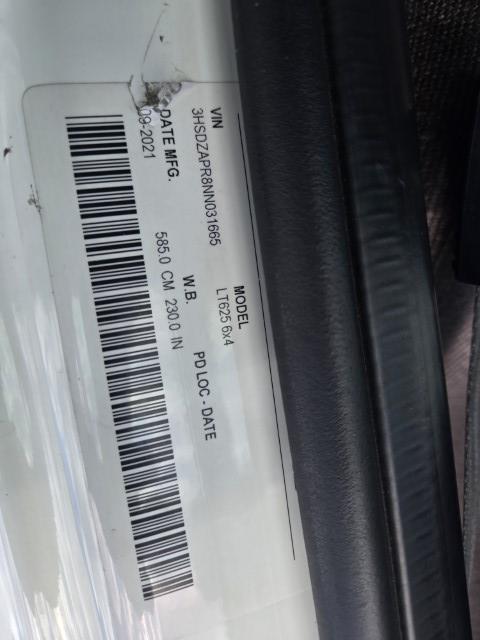 VIN MODEL
3HSDZAPR8NN031665 LT625 6x4
DATE MFG. W.B. PD LOC - DATE
09-2021 585.0 CM 230.0 IN